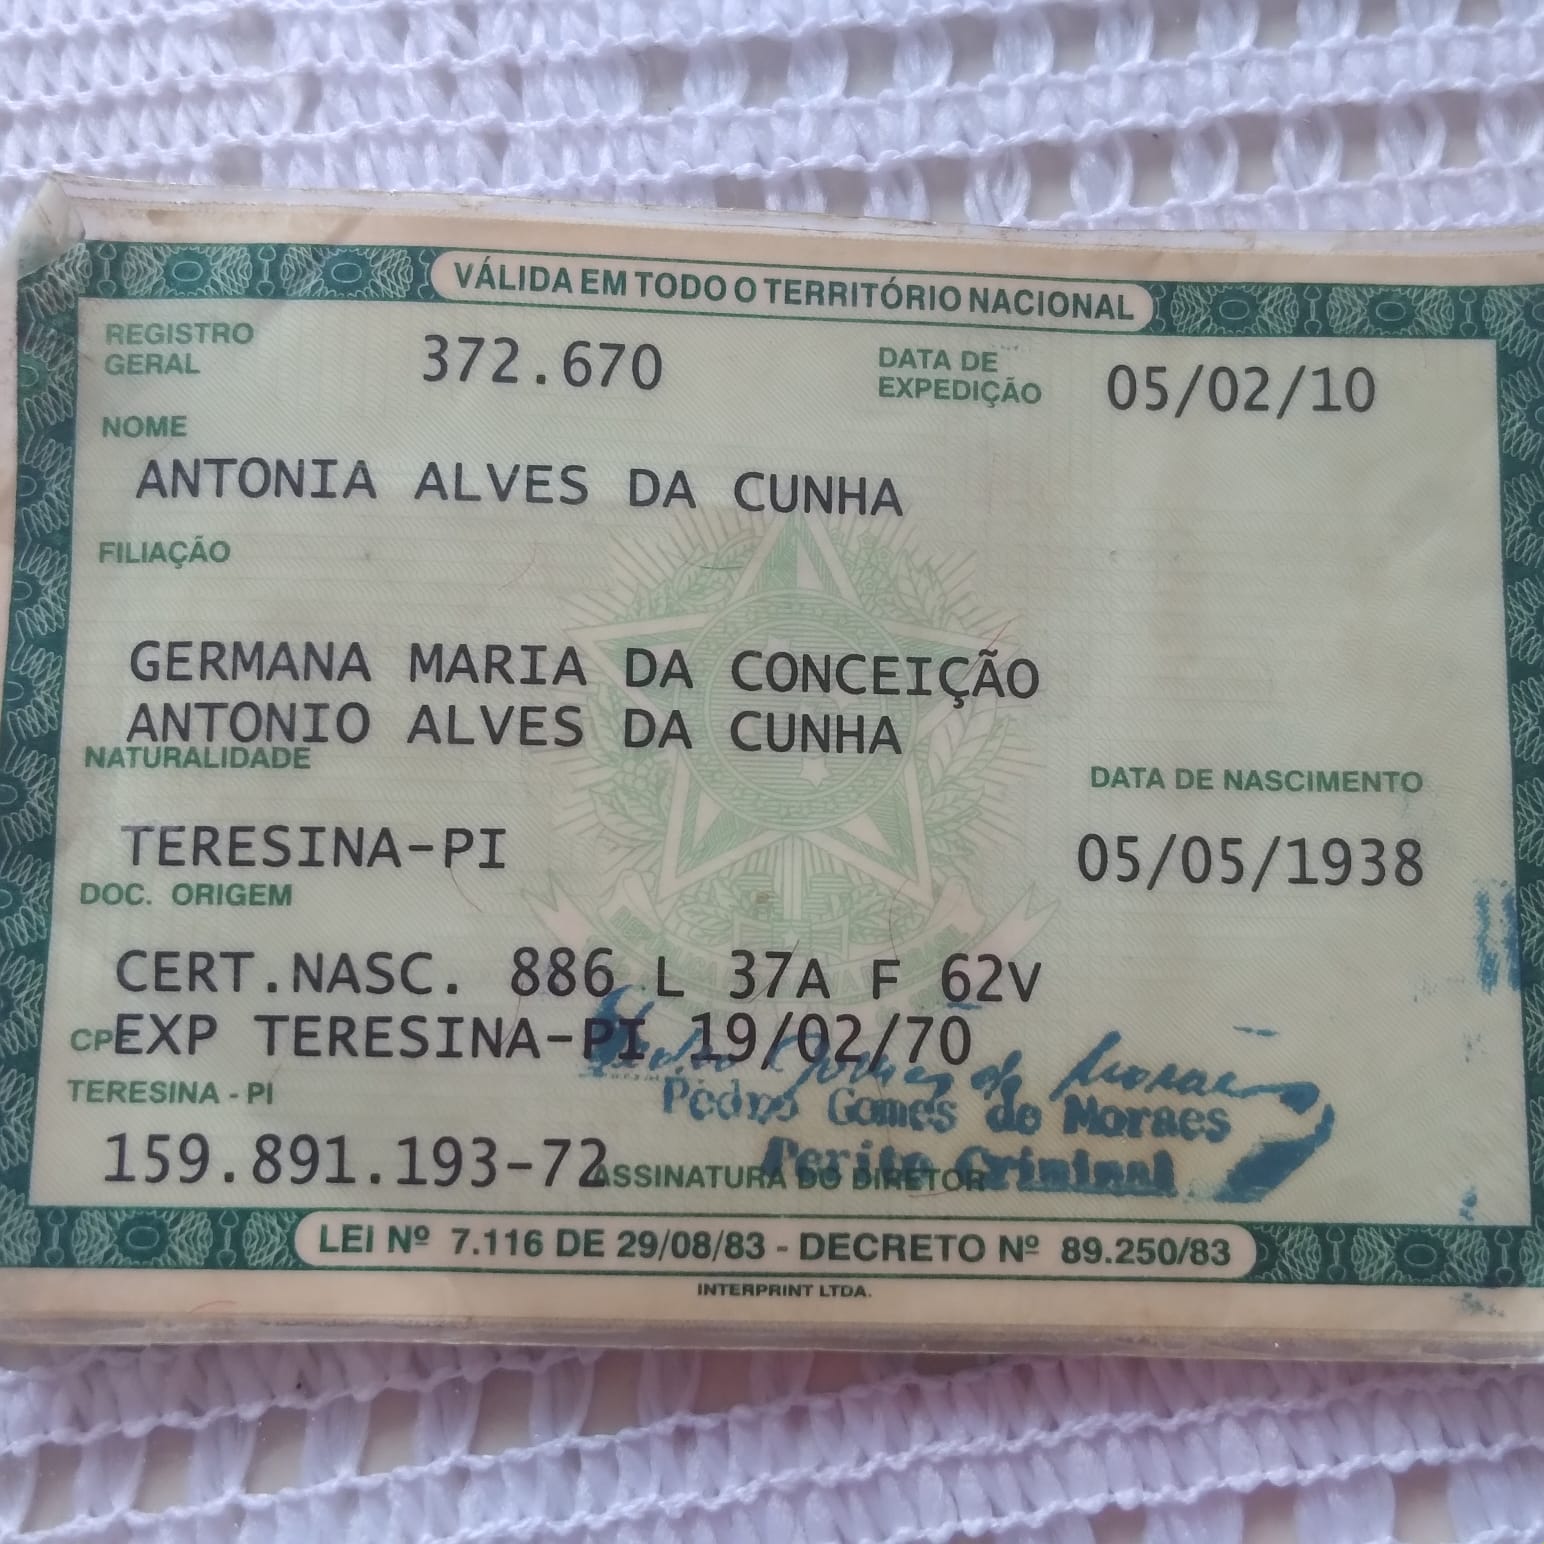 VÁLIDA EM TODO O TERRITÓRIO NACIONAL
REGISTRO GERAL 372.670 DATA DE EXPEDIÇÃO 05/02/10
NOME
ANTONIA ALVES DA CUNHA
FILIAÇÃO
GERMANA MARIA DA CONCEIÇÃO
ANTONIO ALVES DA CUNHA
NATURALIDADE DATA DE NASCIMENTO
TERESINA-PI 05/05/1938
DOC. ORIGEM
CERT.NASC. 886 L 37A F 62V
CP EXP TERESINA-PI 19/02/70
Pedro Gomes de Moraes
TERESINA - PI Pedro Gomes de Moraes
159.891.193-72 Perito Criminal
ASSINATURA DO DIRETOR
LEI Nº 7.116 DE 29/08/83 - DECRETO Nº 89.250/83
INTERPRINT LTDA.